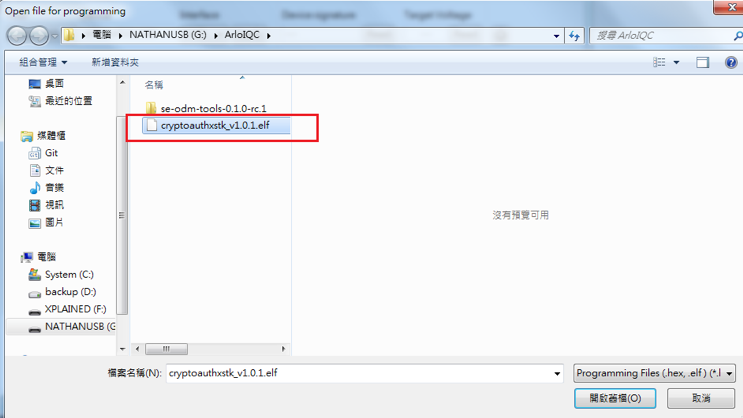 Open file for programming
Interface Device signature Target Voltage
電腦 NATHANUSB (G:) ArloIQC
搜尋 ArloIQC
組合管理 新增資料夾
桌面
最近的位置
媒體櫃
Git
文件
音樂
視訊
圖片
電腦
System (C:)
backup (D:)
XPLAINED (F:)
NATHANUSB (G
名稱
se-odm-tools-0.1.0-rc.1
cryptoauthxstk_v1.0.1.elf
沒有預覽可用
檔案名稱(N): cryptoauthxstk_v1.0.1.elf
Programming Files (.hex, .elf ) (*.l
開啟舊檔(O) 取消